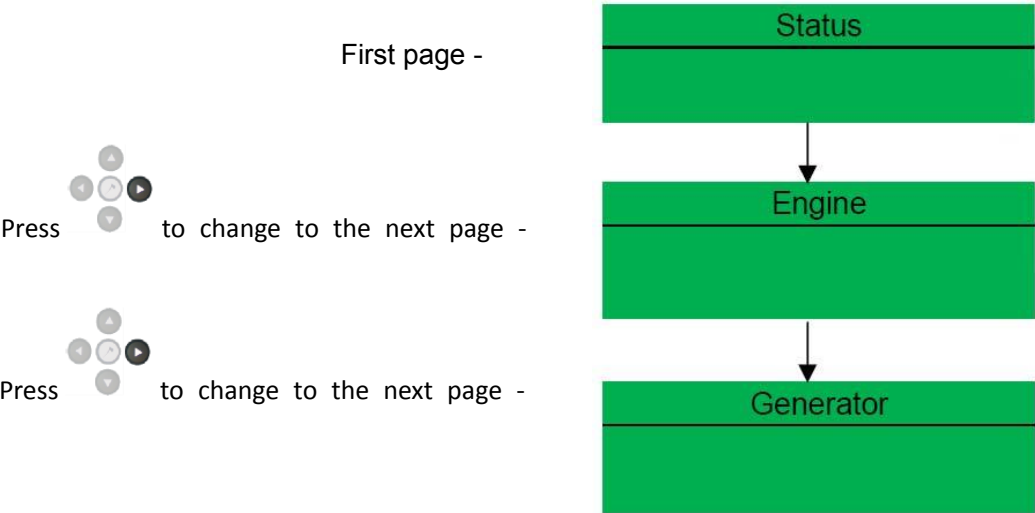 Status
First page -
Engine
Press to change to the next page -
Generator
Press to change to the next page -